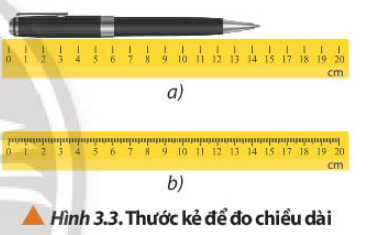 0 1 2 3 4 5 6 7 8 9 10 11 12 13 14 15 16 17 18 19 20
cm
a)
0 1 2 3 4 5 6 7 8 9 10 11 12 13 14 15 16 17 18 19 20
cm
b)
▲ Hình 3.3. Thước kẻ để đo chiều dài